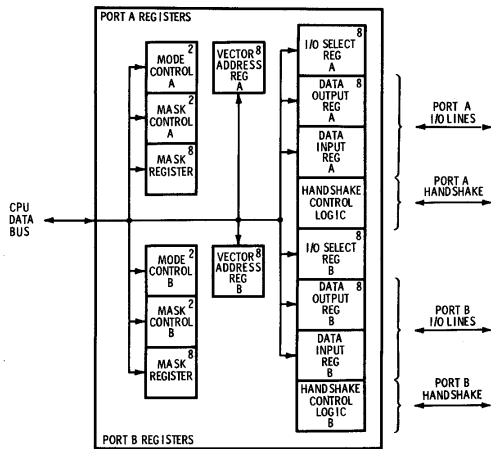 PORT A REGISTERS
2
MODE
CONTROL
A
2
MASK
CONTROL
A
8
MASK
REGISTER
8
VECTOR
ADDRESS
REG
A
8
I/O SELECT
REG
A
DATA 8
OUTPUT
REG
A
DATA
INPUT
REG
A
HANDSHAKE
CONTROL
LOGIC
PORT A
I/O LINES
PORT A
HANDSHAKE
CPU
DATA
BUS
2
MODE
CONTROL
B
2
MASK
CONTROL
B
8
MASK
REGISTER
8
VECTOR
ADDRESS
REG
B
8
I/O SELECT
REG
B
DATA 8
OUTPUT
REG
B
DATA
INPUT
REG
B
HANDSHAKE
CONTROL
LOGIC
B
PORT B
I/O LINES
PORT B
HANDSHAKE
PORT B REGISTERS